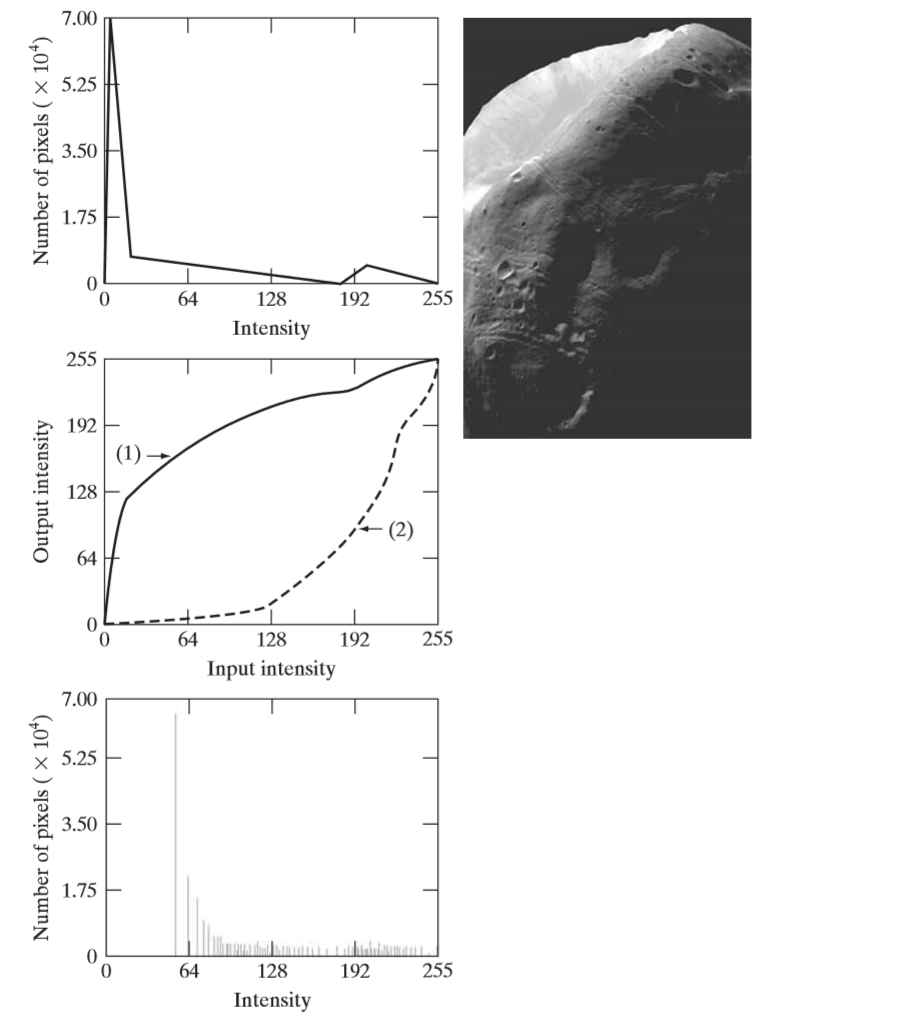 7.00
5.25
3.50
1.75
0
0 64 128 192 255
Number of pixels ( × 10⁴)
Intensity
255
192
128
64
0
0 64 128 192 255
Output intensity
(1)
(2)
Input intensity
7.00
5.25
3.50
1.75
0
0 64 128 192 255
Number of pixels ( × 10⁴)
Intensity